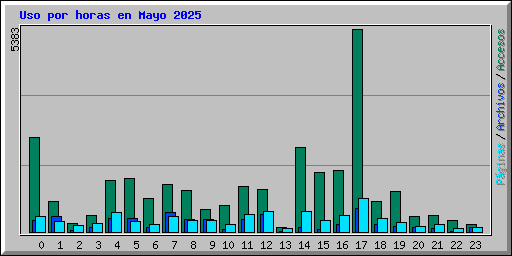 Uso por horas en Mayo 2025
5383
Páginas / Archivos / Accesos
0 1 2 3 4 5 6 7 8 9 10 11 12 13 14 15 16 17 18 19 20 21 22 23